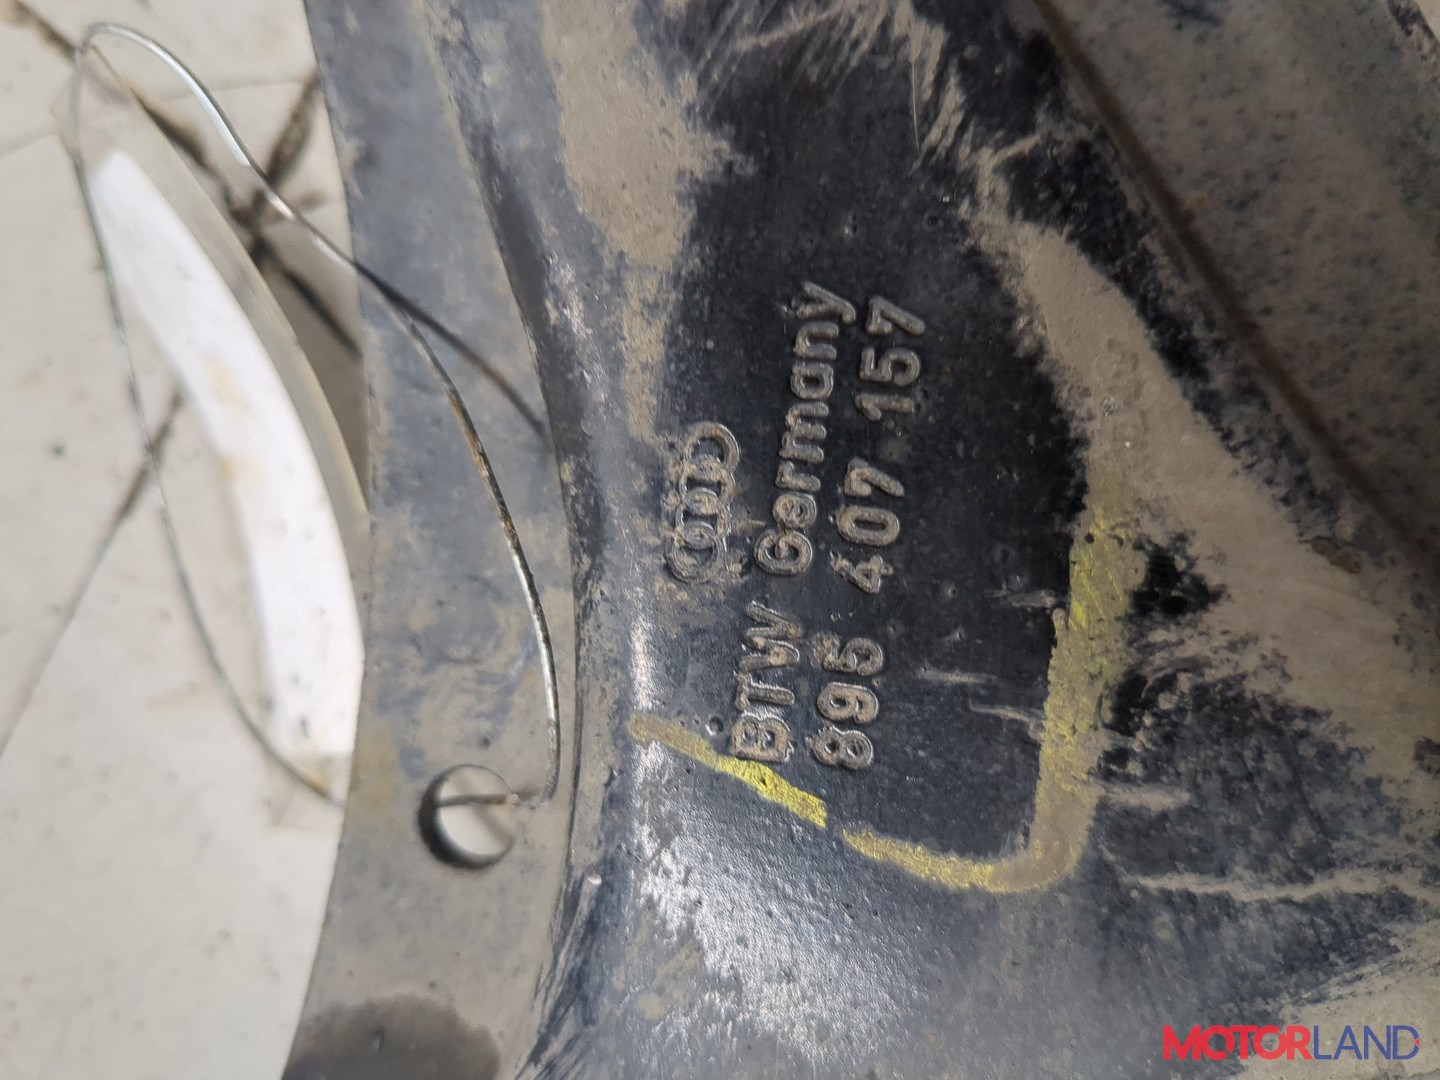 BTW Germany
895 407 157
MOTORLAND